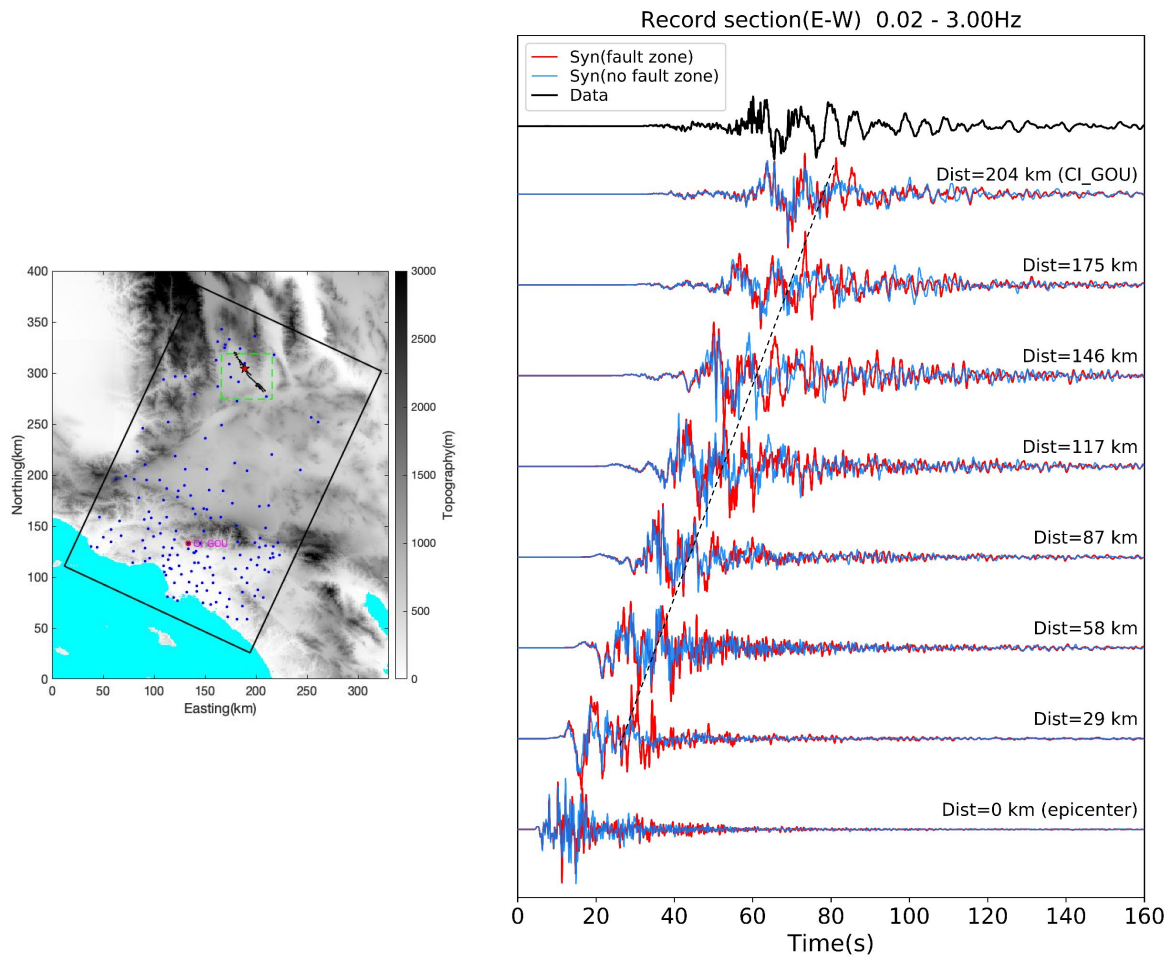 Record section(E-W)  0.02 - 3.00Hz
Syn(fault zone)
Syn(no fault zone)
Data
Dist=204 km (CI_GOU)
Dist=175 km
Dist=146 km
Dist=117 km
Dist=87 km
Dist=58 km
Dist=29 km
Dist=0 km (epicenter)
0 20 40 60 80 100 120 140 160
Time(s)
400
350
300
250
200
150
100
50
0
Northing(km)
0 50 100 150 200 250 300
Easting(km)
CI_GOU
3000
2500
2000
1500
1000
500
0
Topography(m)